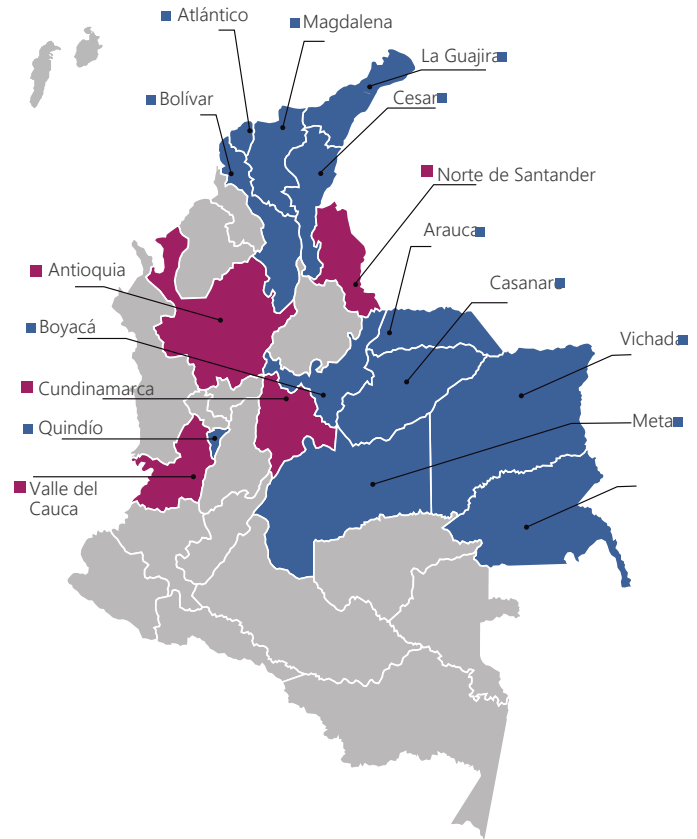 Atlántico
Magdalena
La Guajira
Bolívar
Cesar
Norte de Santander
Arauca
Antioquia
Casanare
Boyacá
Vichada
Cundinamarca
Meta
Quindío
Valle del
Cauca